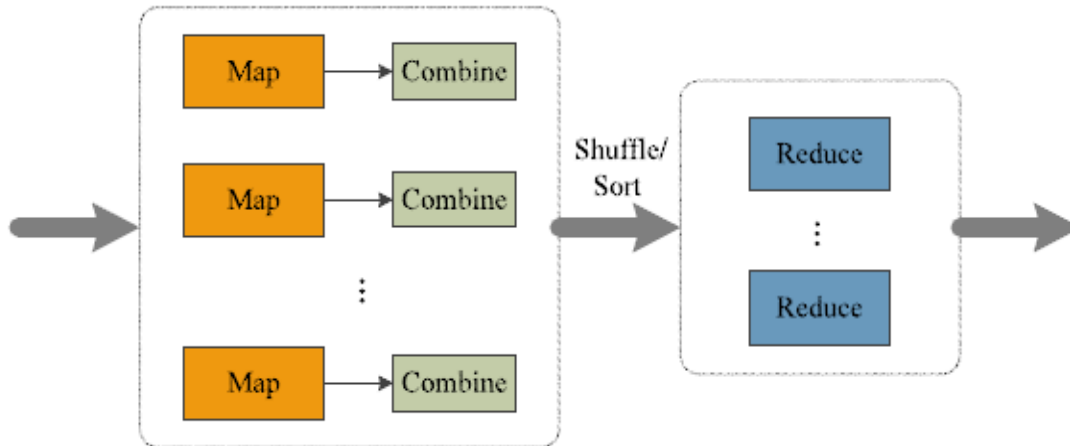 Map
Combine
Map
Combine
⋮
Map
Combine
Shuffle/
Sort
Reduce
⋮
Reduce